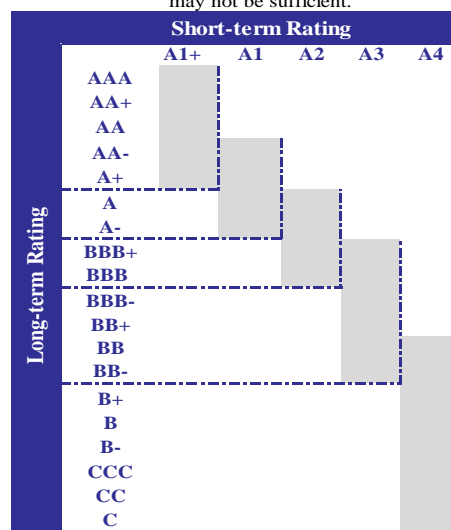 may not be sufficient.
Short-term Rating
A1+ A1 A2 A3 A4
Long-term Rating
AAA
AA+
AA
AA-
A+
A
A-
BBB+
BBB
BBB-
BB+
BB
BB-
B+
B
B-
CCC
CC
C